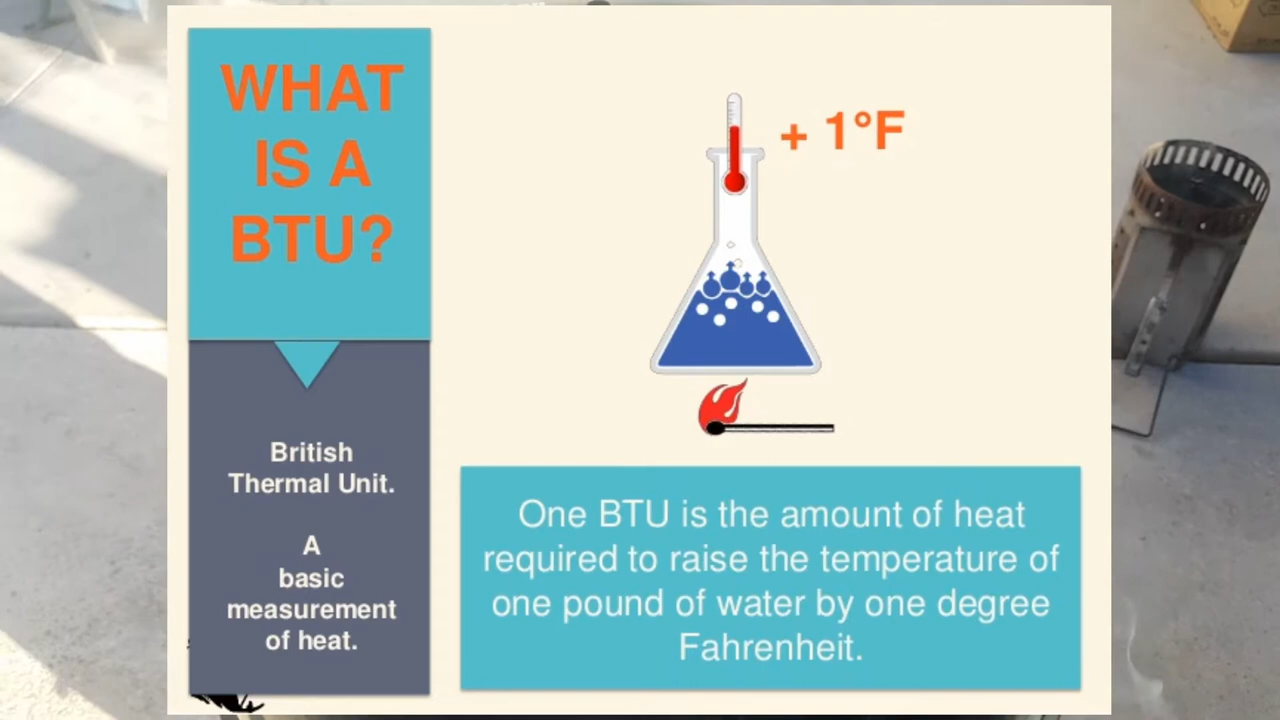 WHAT
IS A
BTU?
+ 1°F
British
Thermal Unit.
A
basic
measurement
of heat.
One BTU is the amount of heat
required to raise the temperature of
one pound of water by one degree
Fahrenheit.